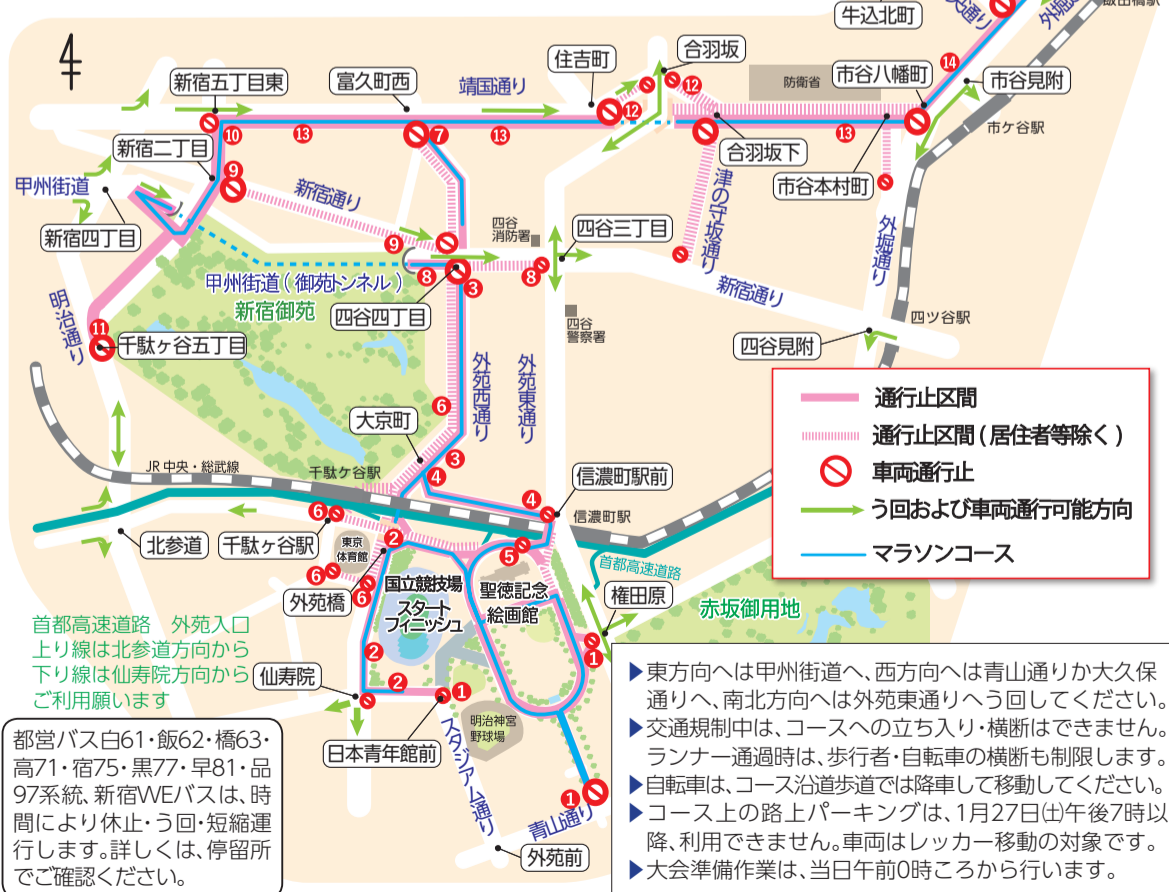 牛込北町
飯田橋駅
新宿五丁目東
富久町西
靖国通り
住吉町
合羽坂
防衛省
市谷八幡町
市谷見附
市ケ谷駅
⑭
⑫
⑫
⑩
⑬
⑦
⑬
⑬
新宿二丁目
⑨
合羽坂下
市谷本村町
甲州街道
新宿通り
津の守坂通り
外堀通り
新宿四丁目
四谷
消防署
四谷三丁目
⑨
⑧
③
⑧
甲州街道(御苑トンネル)
新宿御苑
四谷四丁目
新宿通り
四谷
警察署
四ツ谷駅
四谷見附
明治通り
⑪
千駄ヶ谷五丁目
外苑西通り
外苑東通り
⑥
大京町
③
④
JR中央・総武線
千駄ケ谷駅
④
信濃町駅前
信濃町駅
通行止区間
通行止区間(居住者等除く)
車両通行止
う回および車両通行可能方向
マラソンコース
北参道
千駄ヶ谷駅
⑥
東京
体育館
②
⑤
首都高速道路
⑥
⑥
外苑橋
国立競技場
スタート
フィニッシュ
聖徳記念
絵画館
権田原
赤坂御用地
①
首都高速道路 外苑入口
上り線は北参道方向から
下り線は仙寿院方向から
ご利用願います
仙寿院
②
②
①
日本青年館前
明治神宮
野球場
スタジアム通り
①
青山通り
外苑前
都営バス白61・飯62・橋63・
高71・宿75・黒77・早81・品
97系統、新宿WEバスは、時
間により休止・う回・短縮運
行します。詳しくは、停留所
でご確認ください。
▶東方向へは甲州街道へ、西方向へは青山通りか大久保
通りへ、南北方向へは外苑東通りへう回してください。
▶交通規制中は、コースへの立ち入り・横断はできません。
ランナー通過時は、歩行者・自転車の横断も制限します。
▶自転車は、コース沿道歩道では降車して移動してください。
▶コース上の路上パーキングは、1月27日㈯午後7時以
降、利用できません。車両はレッカー移動の対象です。
▶大会準備作業は、当日午前0時ころから行います。